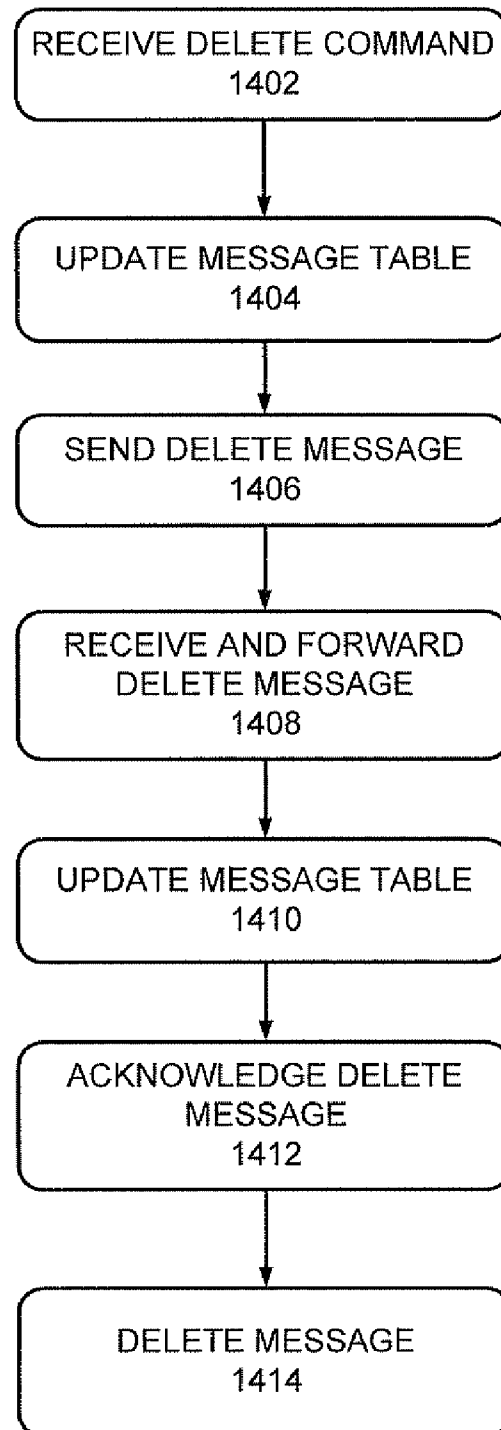 RECEIVE DELETE COMMAND
1402
UPDATE MESSAGE TABLE
1404
SEND DELETE MESSAGE
1406
RECEIVE AND FORWARD
DELETE MESSAGE
1408
UPDATE MESSAGE TABLE
1410
ACKNOWLEDGE DELETE
MESSAGE
1412
DELETE MESSAGE
1414